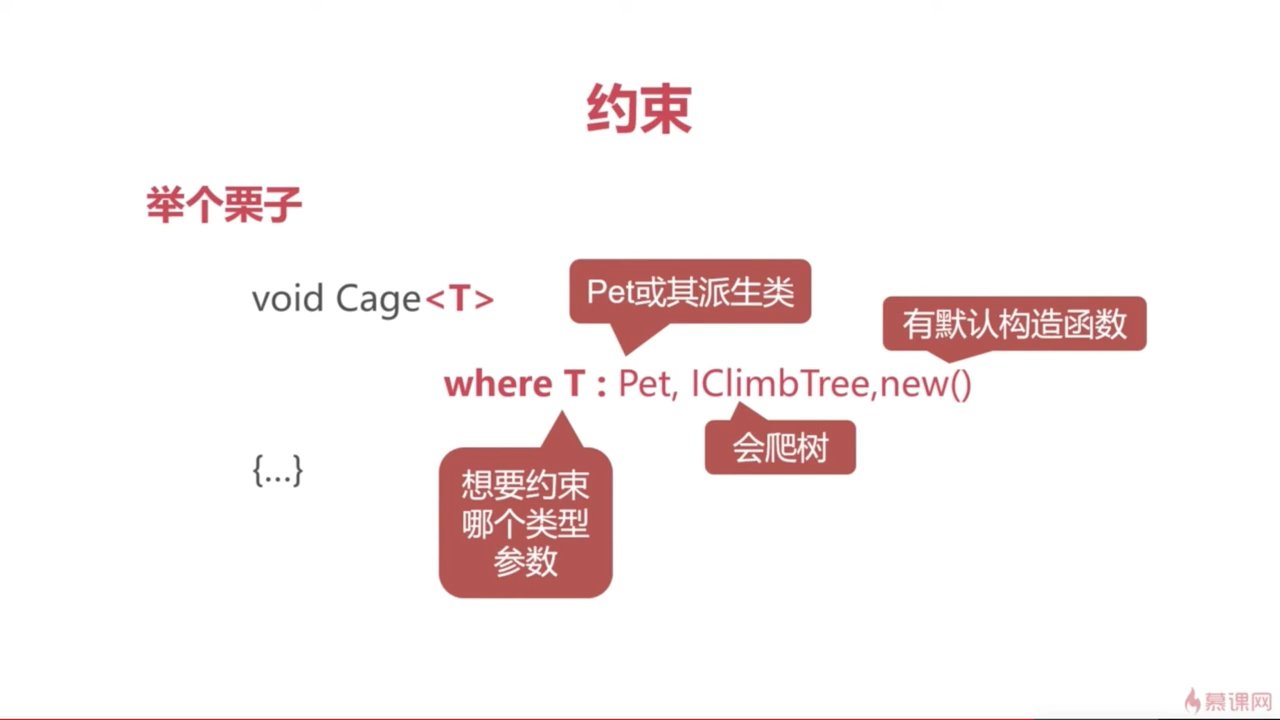 约束
举个栗子
void Cage<T>
Pet或其派生类
有默认构造函数
where T : Pet, IClimbTree,new()
会爬树
{...}
想要约束
哪个类型
参数
慕课网